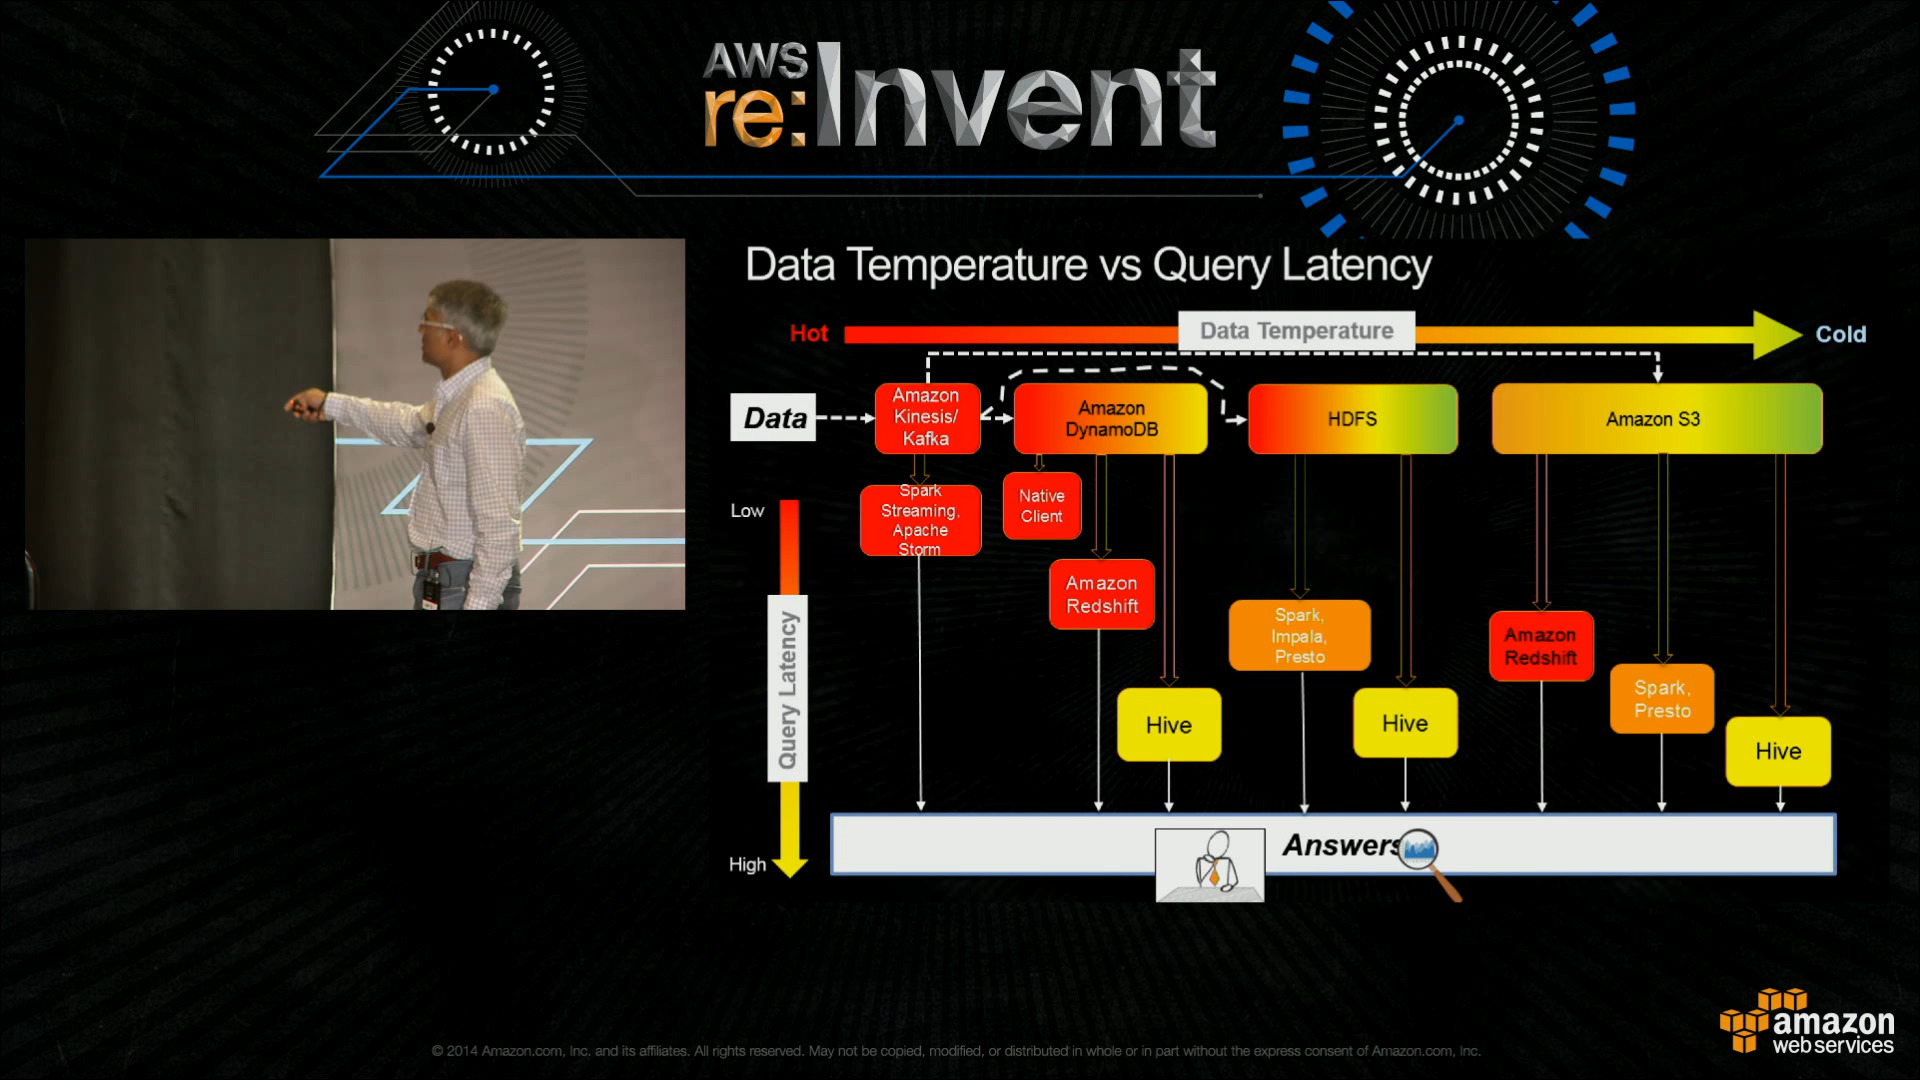 AWS
re:Invent
Data Temperature vs Query Latency
Hot
Data Temperature
Cold
Data
Amazon
Kinesis/
Kafka
Amazon
DynamoDB
HDFS
Amazon S3
Low
Spark
Streaming,
Apache
Storm
Native
Client
Amazon
Redshift
Spark,
Impala,
Presto
Amazon
Redshift
Spark,
Presto
Hive
Hive
Hive
Query Latency
High
Answers
© 2014 Amazon.com, Inc. and its affiliates. All rights reserved. May not be copied, modified, or distributed in whole or in part without the express consent of Amazon.com, Inc.
amazon
web services